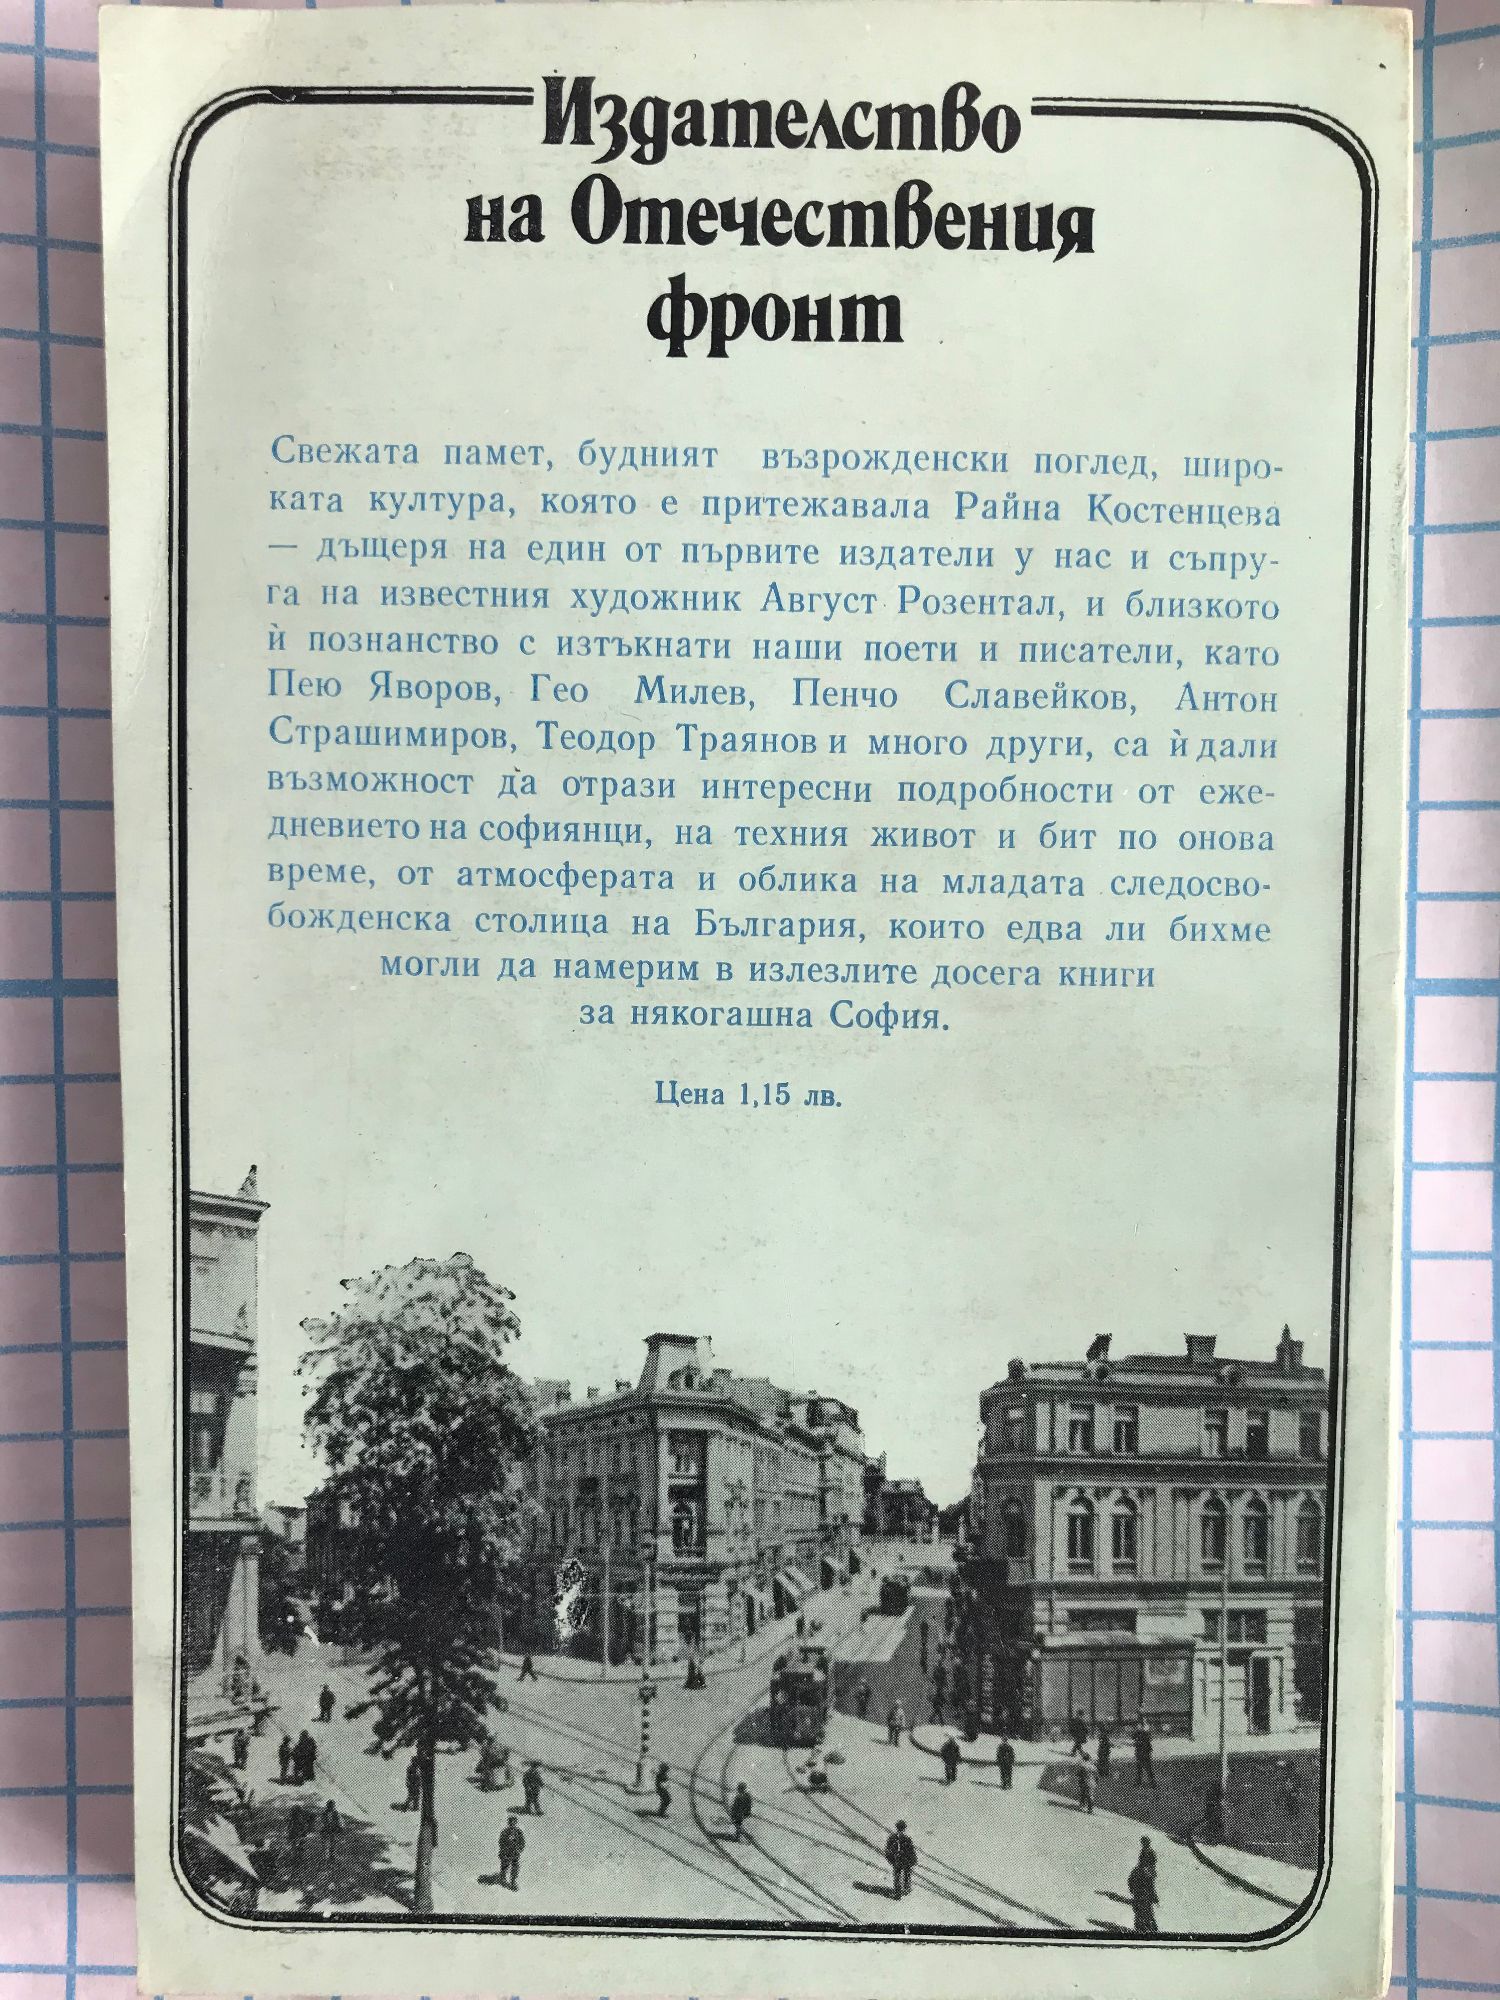 Издателство
на Отечествения
фронт
Свежата памет, будният възрожденски поглед, широ-
ката култура, която е притежавала Райна Костенцева
— дъщеря на един от първите издатели у нас и съпру-
га на известния художник Август Розентал, и близкото
ѝ познанство с изтъкнати наши поети и писатели, като
Пею Яворов, Гео Милев, Пенчо Славейков, Антон
Страшимиров, Теодор Траянов и много други, са ѝ дали
възможност да отрази интересни подробности от еже-
дневието на софиянци, на техния живот и бит по онова
време, от атмосферата и облика на младата следосво-
божденска столица на България, които едва ли бихме
могли да намерим в излезлите досега книги
за някогашна София.
Цена 1,15 лв.